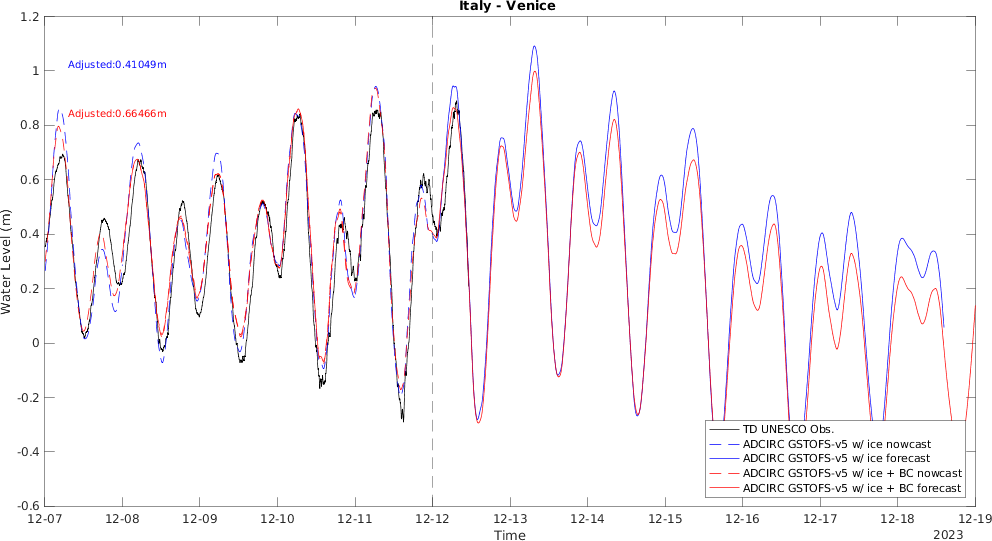 Italy - Venice
1.2
1
0.8
0.6
0.4
0.2
0
-0.2
-0.4
-0.6
Water Level (m)
Adjusted:0.41049m
Adjusted:0.66466m
TD UNESCO Obs.
ADCIRC GSTOFS-v5 w/ ice nowcast
ADCIRC GSTOFS-v5 w/ ice forecast
ADCIRC GSTOFS-v5 w/ ice + BC nowcast
ADCIRC GSTOFS-v5 w/ ice + BC forecast
12-07 12-08 12-09 12-10 12-11 12-12 12-13 12-14 12-15 12-16 12-17 12-18 12-19
Time
2023